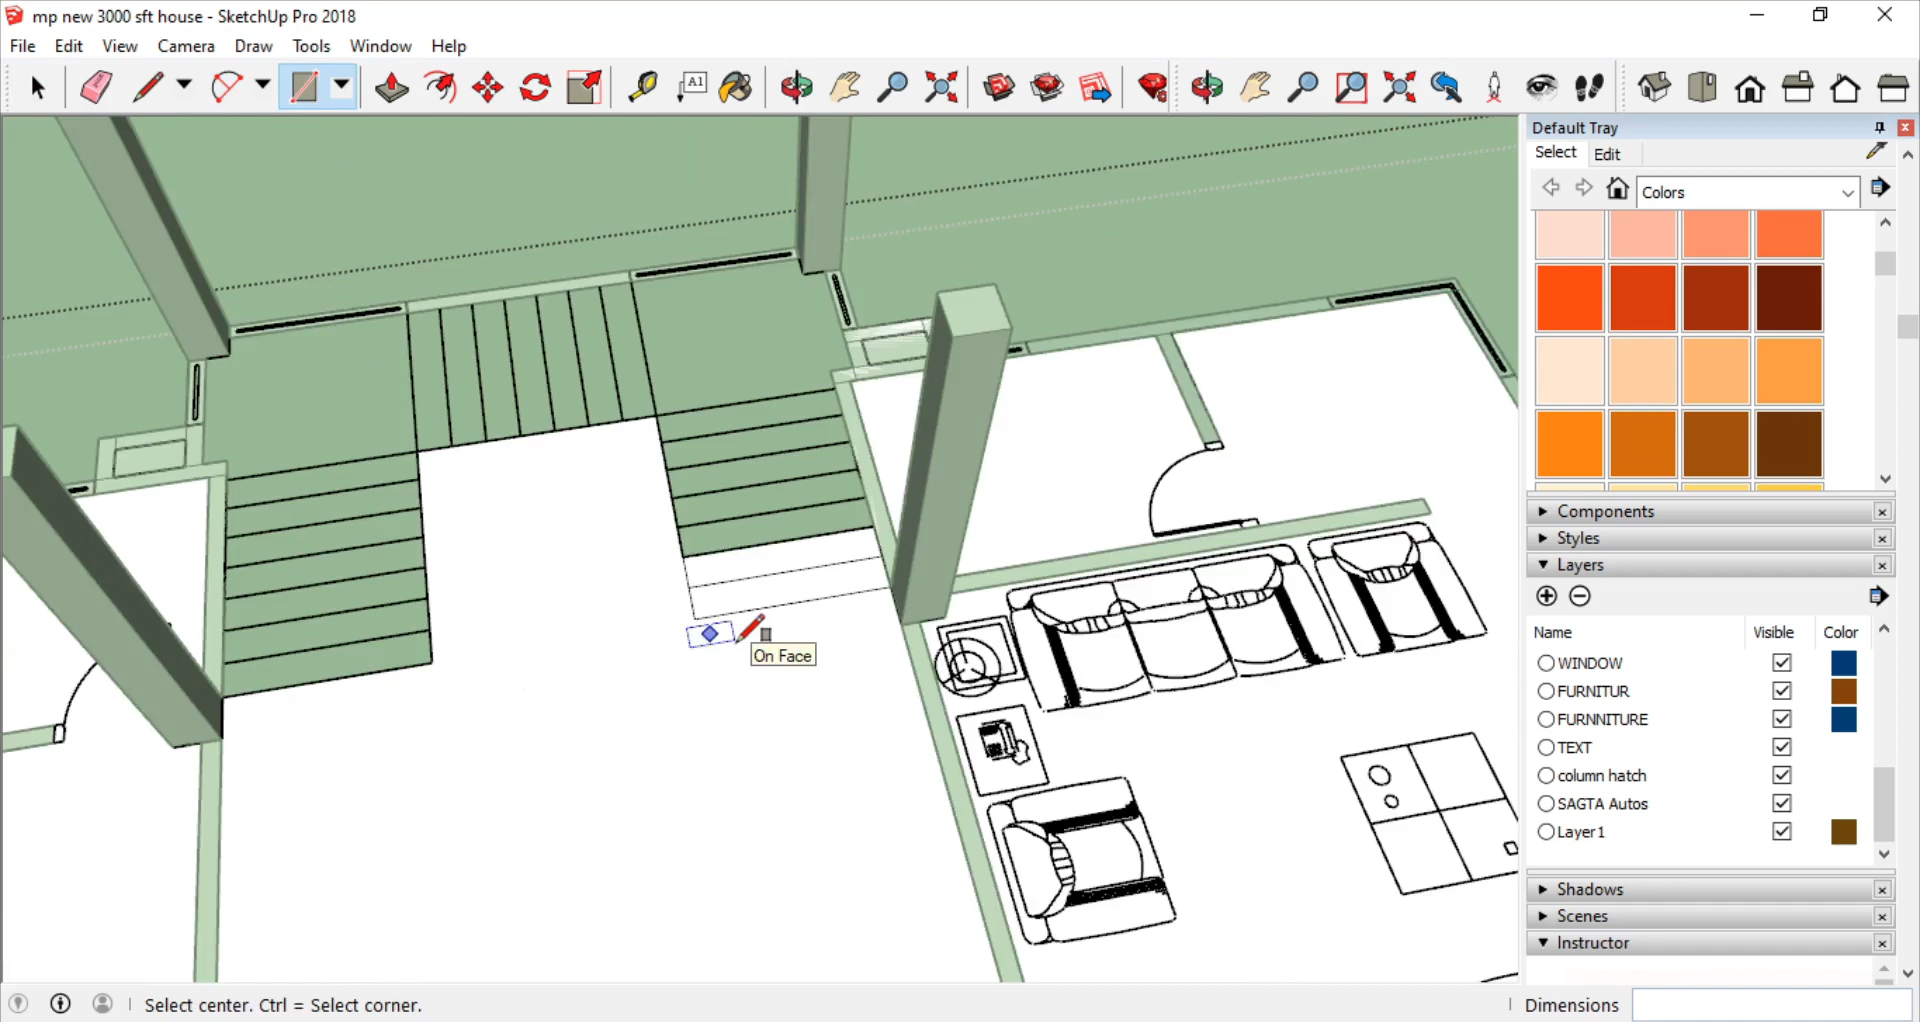 mp new 3000 sft house - SketchUp Pro 2018
File Edit View Camera Draw Tools Window Help
A1
Default Tray
Select Edit
Colors
Components
Styles
Layers
Name Visible Color
WINDOW
FURNITUR
FURNNITURE
TEXT
column hatch
SAGTA Autos
Layer1
Shadows
Scenes
Instructor
On Face
Select center. Ctrl = Select corner.
Dimensions